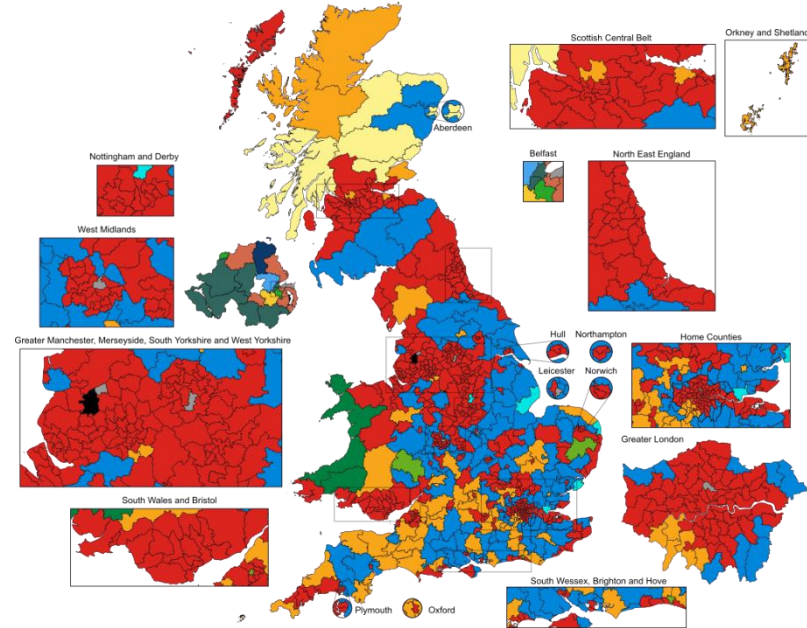 Scottish Central Belt
Orkney and Shetland
Aberdeen
Nottingham and Derby
Belfast
North East England
West Midlands
Hull
Northampton
Leicester
Norwich
Home Counties
Greater Manchester, Merseyside, South Yorkshire and West Yorkshire
Greater London
South Wales and Bristol
South Wessex, Brighton and Hove
Plymouth
Oxford